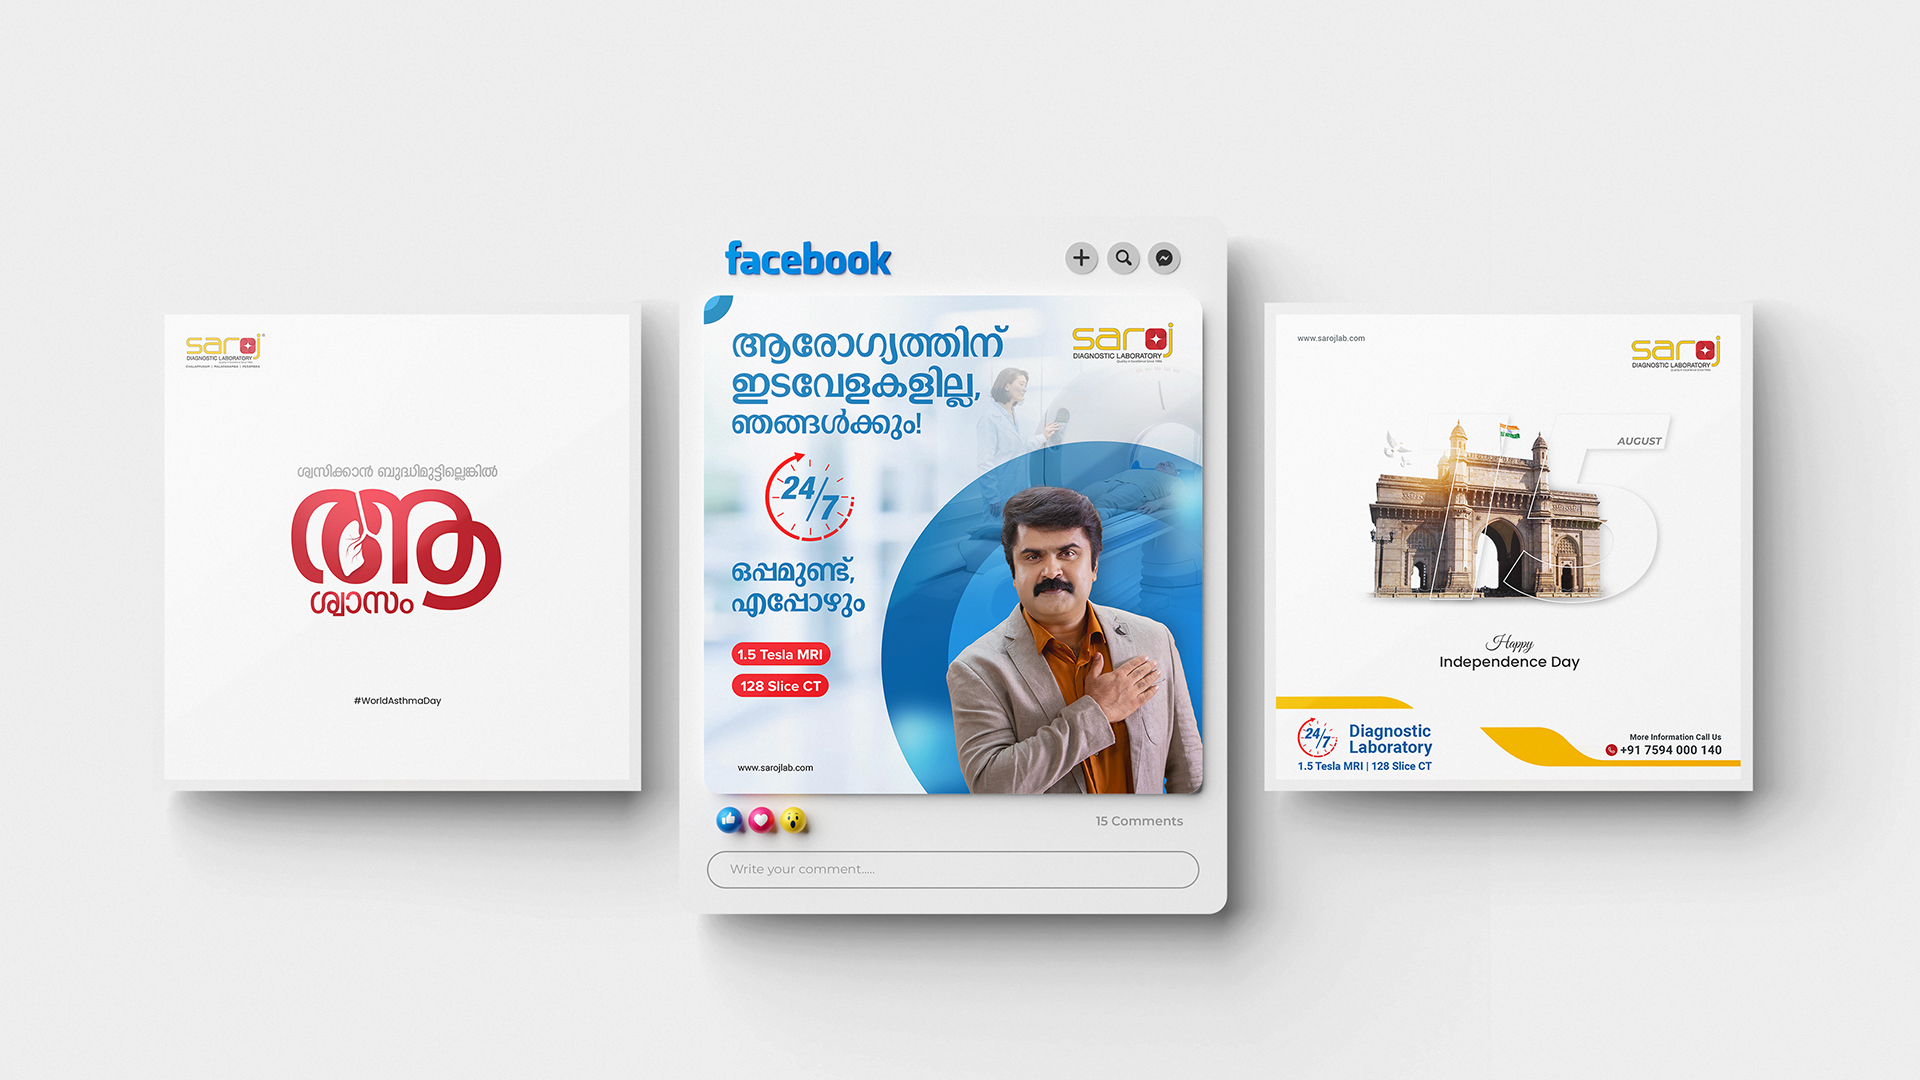 saroj
DIAGNOSTIC LABORATORY
ശ്വസിക്കാൻ ബുദ്ധിമുട്ടില്ലെങ്കിൽ
ആ
ശ്വാസം
#WorldAsthmaDay
facebook
ആരോഗ്യത്തിന്
ഇടവേളകളില്ല,
ഞങ്ങൾക്കും!
saroj
DIAGNOSTIC LABORATORY
24/7
ഒപ്പമുണ്ട്,
എപ്പോഴും
1.5 Tesla MRI
128 Slice CT
www.sarojlab.com
15 Comments
Write your comment.....
www.sarojlab.com
saroj
DIAGNOSTIC LABORATORY
15
AUGUST
Happy
Independence Day
24/7
Diagnostic
Laboratory
1.5 Tesla MRI | 128 Slice CT
More Information Call Us
+91 7594 000 140